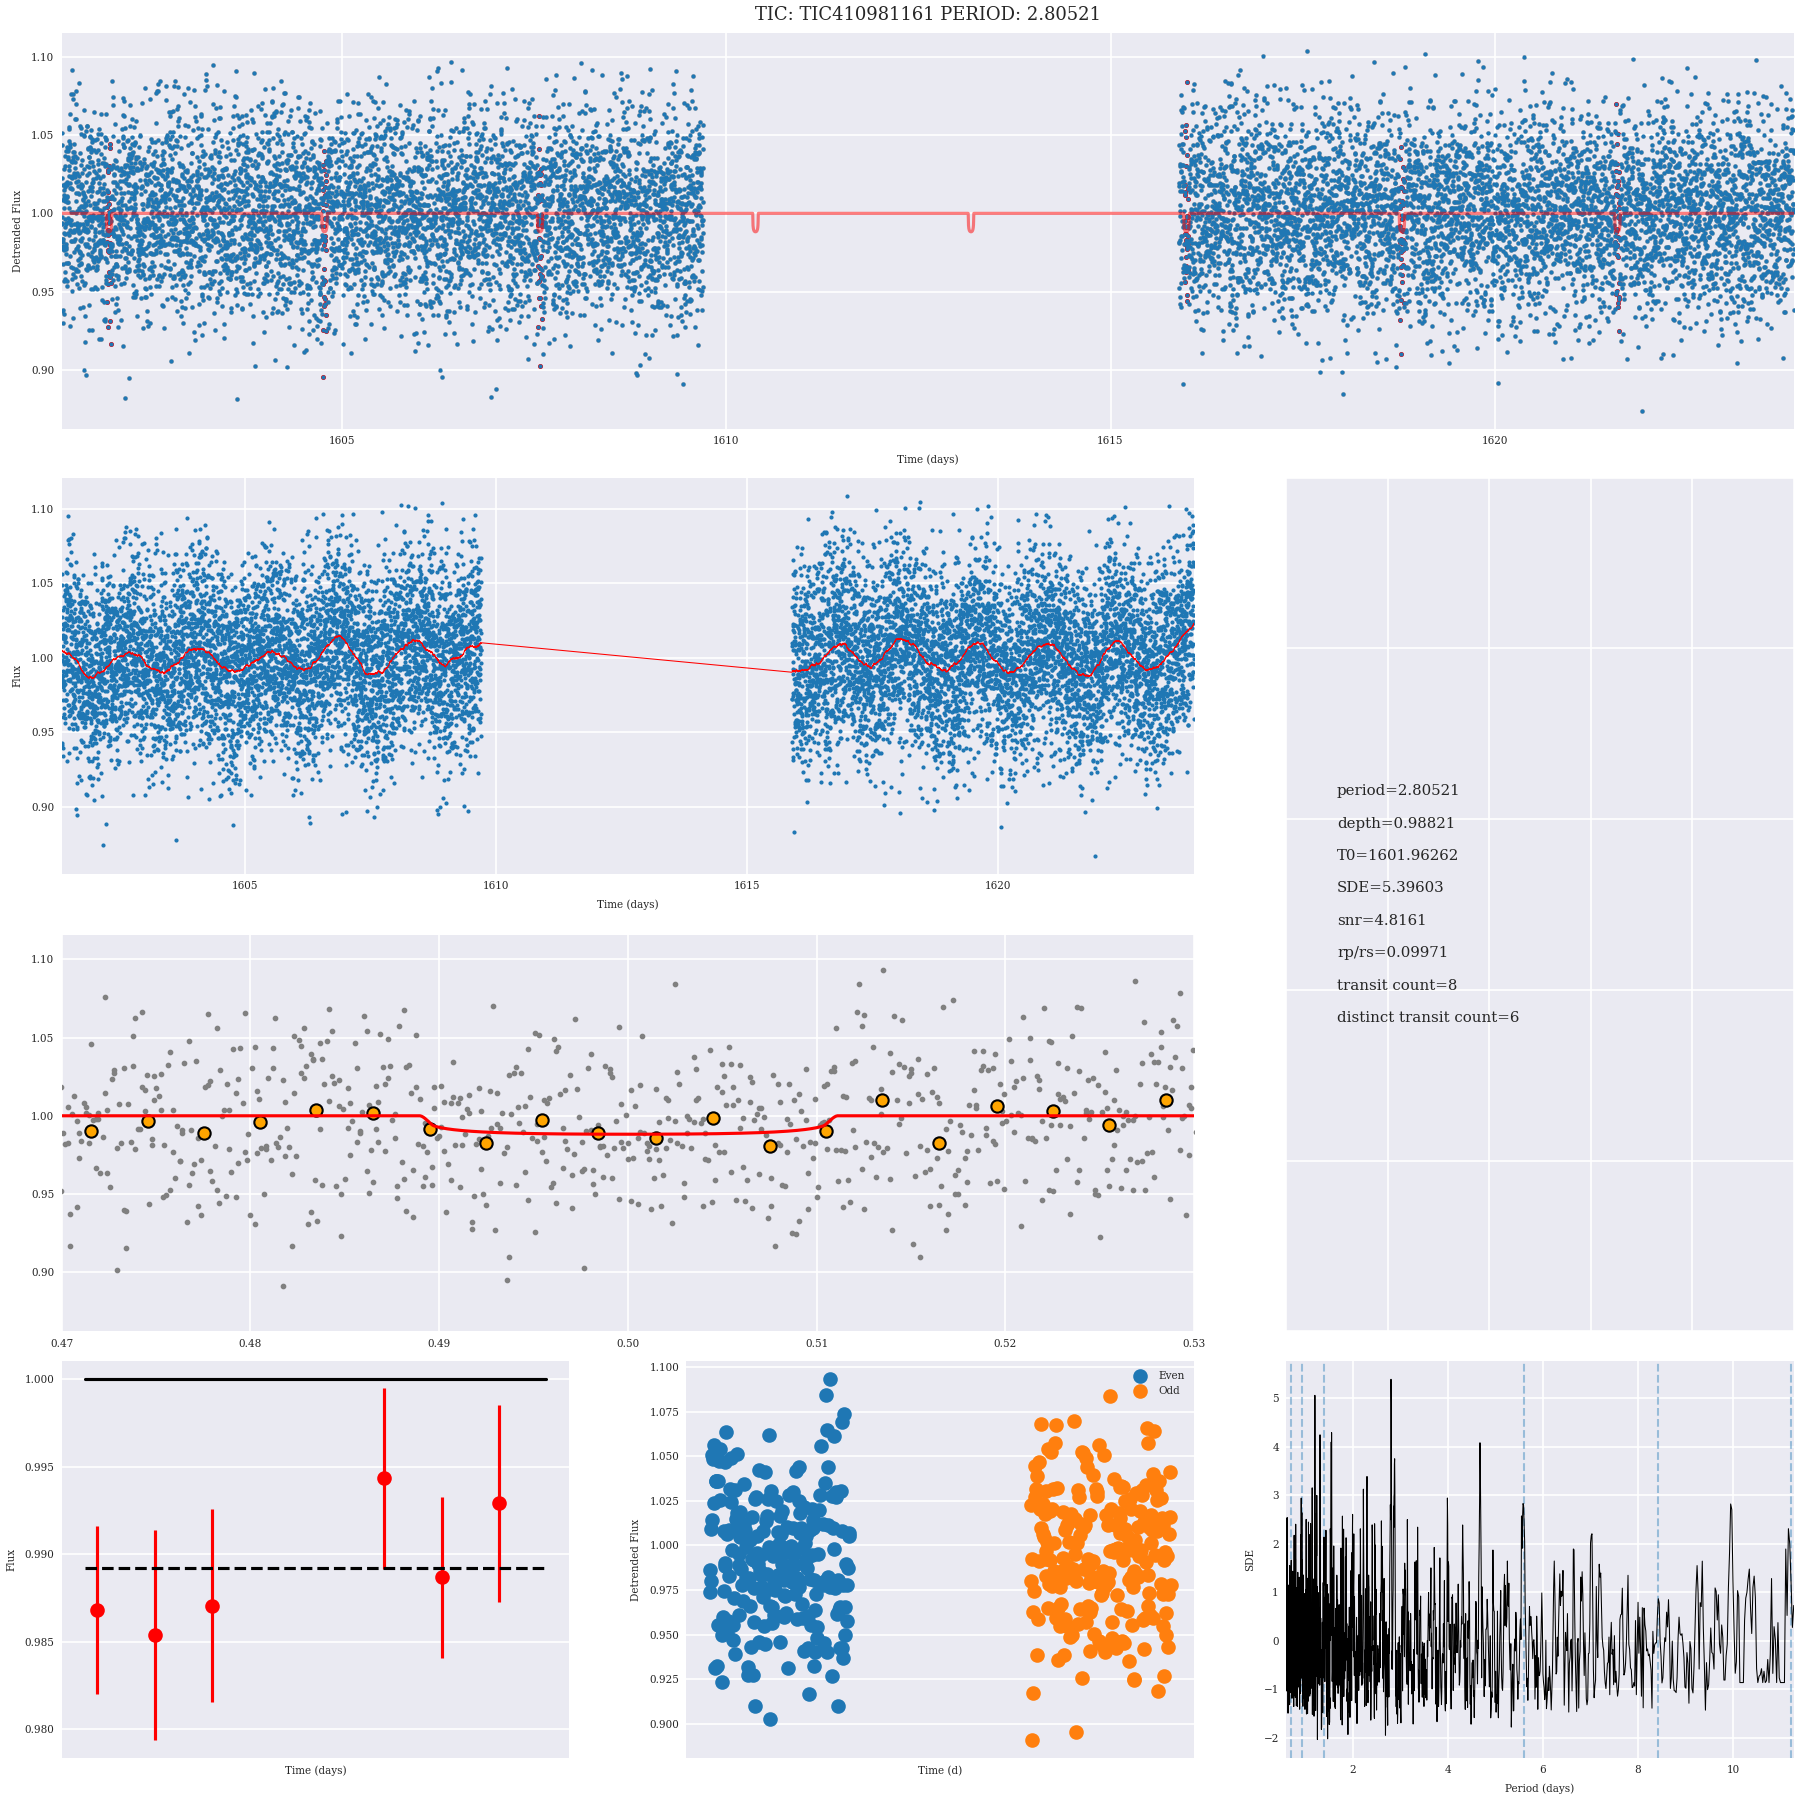 TIC: TIC410981161 PERIOD: 2.80521
1.10
1.05
1.00
0.95
0.90
Detrended Flux
1605
1610
1615
1620
Time (days)
1.10
1.05
1.00
0.95
0.90
Flux
1605
1610
1615
1620
Time (days)
period=2.80521
depth=0.98821
T0=1601.96262
SDE=5.39603
snr=4.8161
rp/rs=0.09971
transit count=8
distinct transit count=6
1.10
1.05
1.00
0.95
0.90
0.47
0.48
0.49
0.50
0.51
0.52
0.53
1.000
0.995
0.990
0.985
0.980
Flux
Time (days)
1.100
1.075
1.050
1.025
1.000
0.975
0.950
0.925
0.900
Detrended Flux
Even
Odd
Time (d)
5
4
3
2
1
0
−1
−2
SDE
2
4
6
8
10
Period (days)